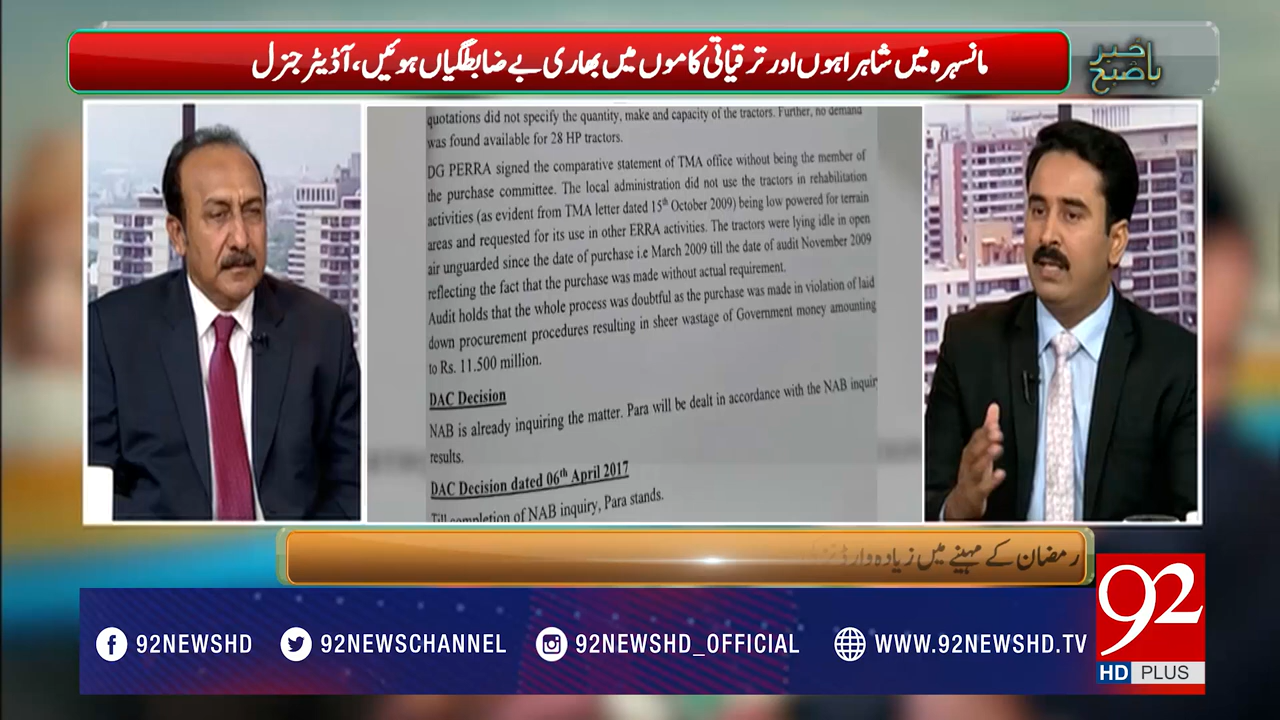 مانسہرہ میں شاہراہوں اور ترقیاتی کاموں میں بھاری بے ضابطگیاں ہوئیں، آڈیٹر جنرل
باخبر صبح
quotations did not specify the quantity, make and capacity of the tractors. Further, no demand
was found available for 28 HP tractors.
DG PERRA signed the comparative statement of TMA office without being the member of
the purchase committee. The local administration did not use the tractors in rehabilitation
activities (as evident from TMA letter dated 15th October 2009) being low powered for terrain
areas and requested for its use in other ERRA activities. The tractors were lying idle in open
air unguarded since the date of purchase i.e March 2009 till the date of audit November 2009
reflecting the fact that the purchase was made without actual requirement.
Audit holds that the whole process was doubtful as the purchase was made in violation of laid
down procurement procedures resulting in sheer wastage of Government money amounting
to Rs. 11.500 million.
DAC Decision
NAB is already inquiring the matter. Para will be dealt in accordance with the NAB inquir
results.
DAC Decision dated 06th April 2017
Till completion of NAB inquiry, Para stands.
رمضان کے مہینے میں زیادہ
92NEWSHD
92NEWSCHANNEL
92NEWSHD_OFFICIAL
WWW.92NEWSHD.TV
92
HD PLUS